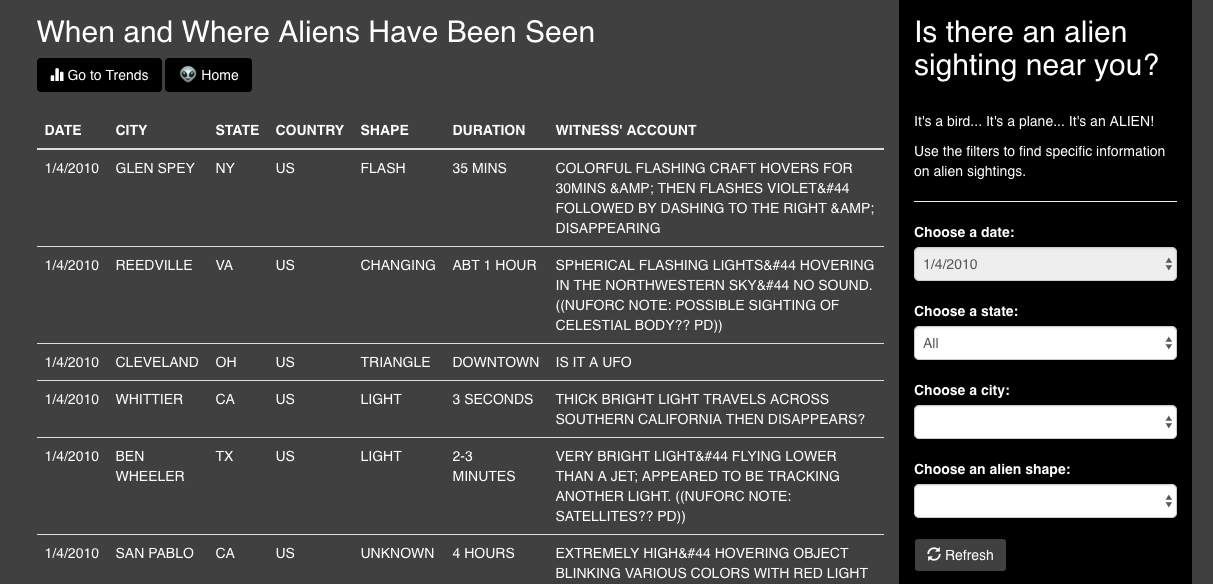 When and Where Aliens Have Been Seen
Go to Trends Home
DATE CITY STATE COUNTRY SHAPE DURATION WITNESS' ACCOUNT
1/4/2010 GLEN SPEY NY US FLASH 35 MINS COLORFUL FLASHING CRAFT HOVERS FOR
30MINS &AMP; THEN FLASHES VIOLET&#44
FOLLOWED BY DASHING TO THE RIGHT &AMP;
DISAPPEARING
1/4/2010 REEDVILLE VA US CHANGING ABT 1 HOUR SPHERICAL FLASHING LIGHTS&#44 HOVERING
IN THE NORTHWESTERN SKY&#44 NO SOUND.
((NUFORC NOTE: POSSIBLE SIGHTING OF
CELESTIAL BODY?? PD))
1/4/2010 CLEVELAND OH US TRIANGLE DOWNTOWN IS IT A UFO
1/4/2010 WHITTIER CA US LIGHT 3 SECONDS THICK BRIGHT LIGHT TRAVELS ACROSS
SOUTHERN CALIFORNIA THEN DISAPPEARS?
1/4/2010 BEN TX US LIGHT 2-3 VERY BRIGHT LIGHT&#44 FLYING LOWER
WHEELER MINUTES THAN A JET; APPEARED TO BE TRACKING
ANOTHER LIGHT. ((NUFORC NOTE:
SATELLITES?? PD))
1/4/2010 SAN PABLO CA US UNKNOWN 4 HOURS EXTREMELY HIGH&#44 HOVERING OBJECT
BLINKING VARIOUS COLORS WITH RED LIGHT
Is there an alien
sighting near you?
It's a bird... It's a plane... It's an ALIEN!
Use the filters to find specific information
on alien sightings.
Choose a date:
1/4/2010
Choose a state:
All
Choose a city:
Choose an alien shape:
Refresh